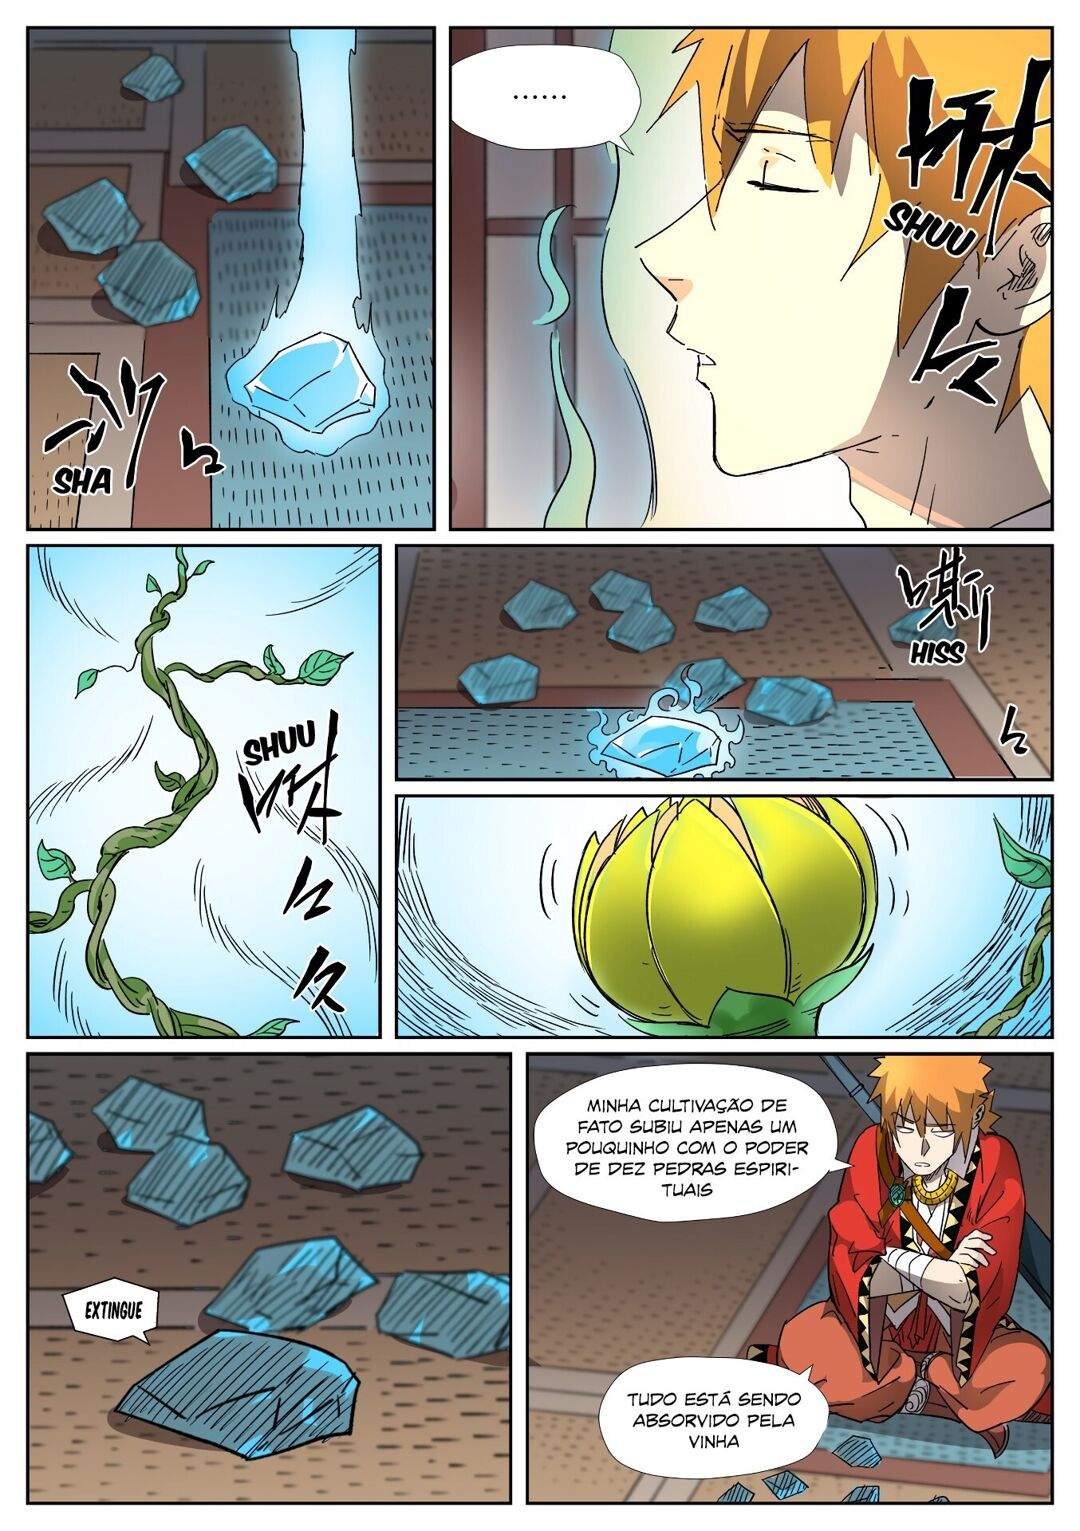 SHA
......
SHUU
SHUU
HISS
EXTINGUE
MINHA CULTIVAÇÃO DE
FATO SUBIU APENAS UM
POUQUINHO COM O PODER
DE DEZ PEDRAS ESPIRI-
TUAIS
TUDO ESTÁ SENDO
ABSORVIDO PELA
VINHA